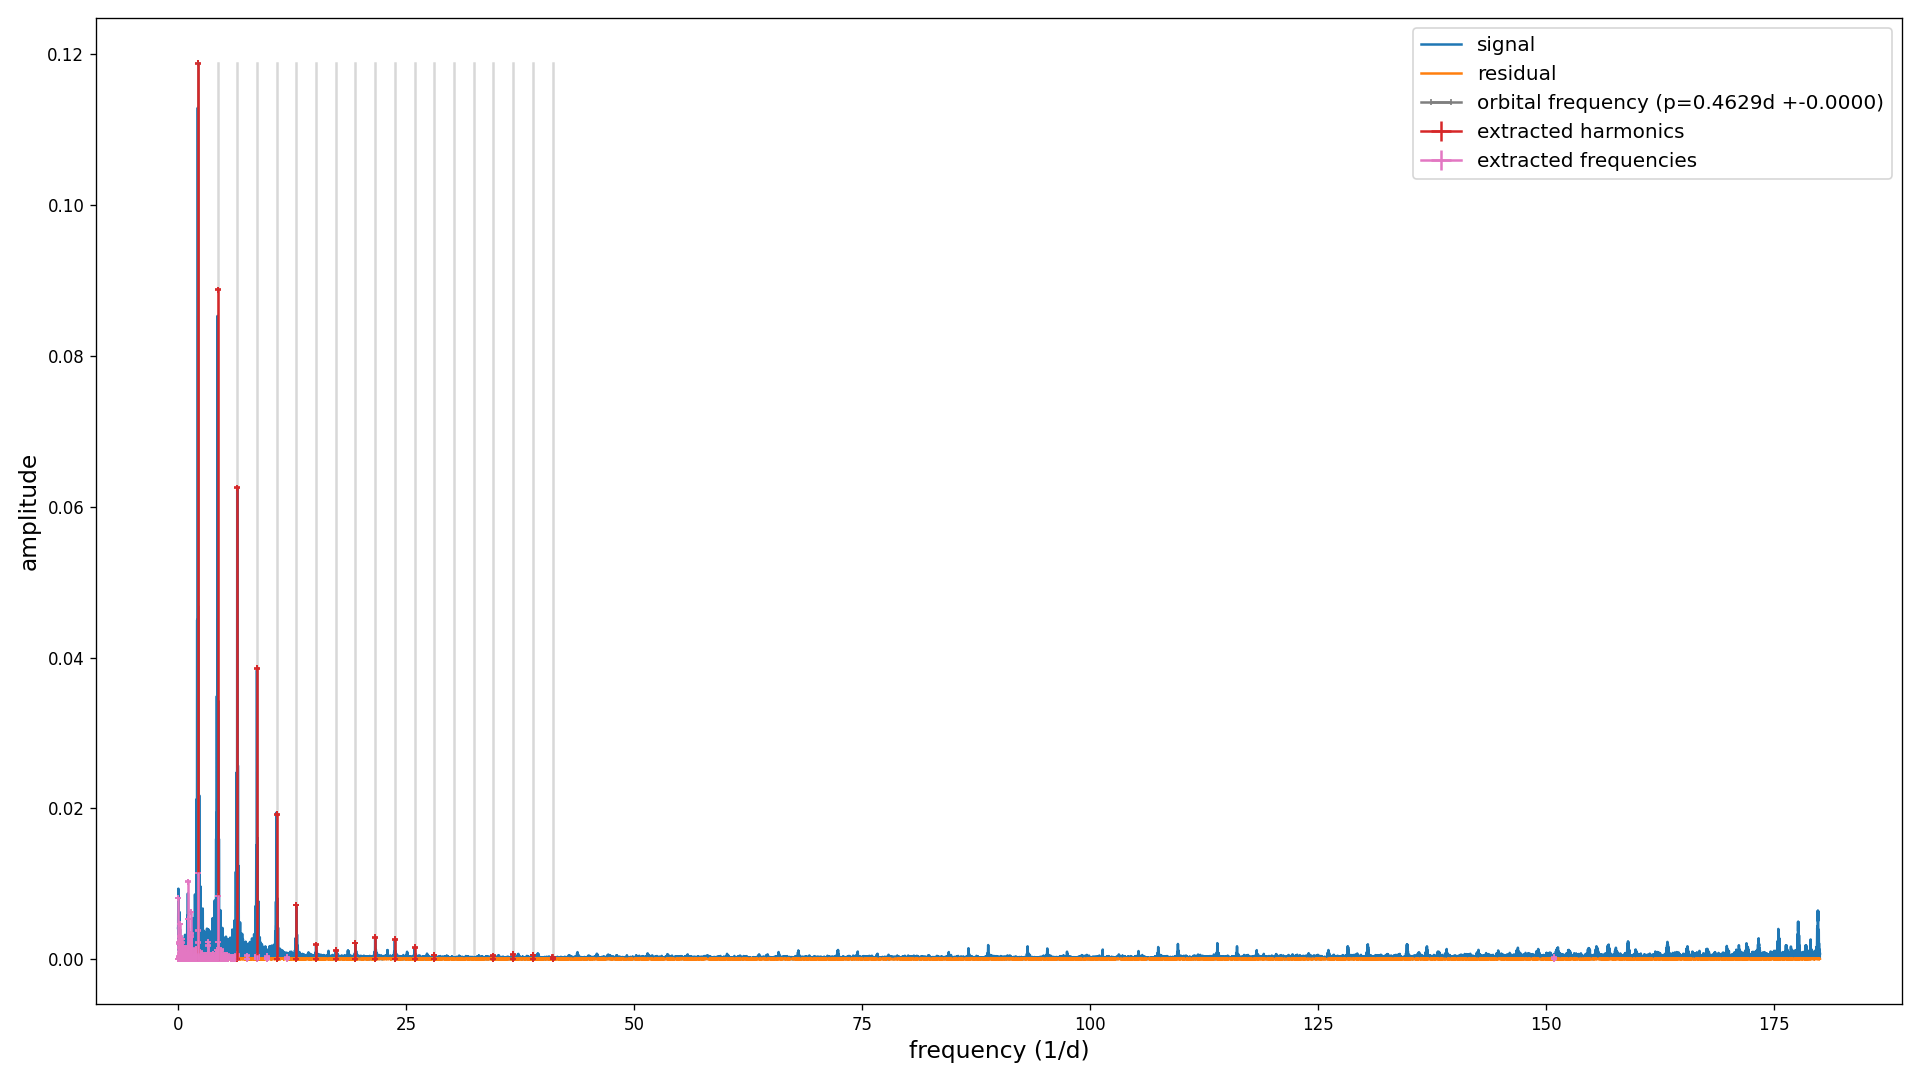 signal
residual
orbital frequency (p=0.4629d +-0.0000)
extracted harmonics
extracted frequencies
0.12
0.10
0.08
0.06
0.04
0.02
0.00
amplitude
0 25 50 75 100 125 150 175
frequency (1/d)